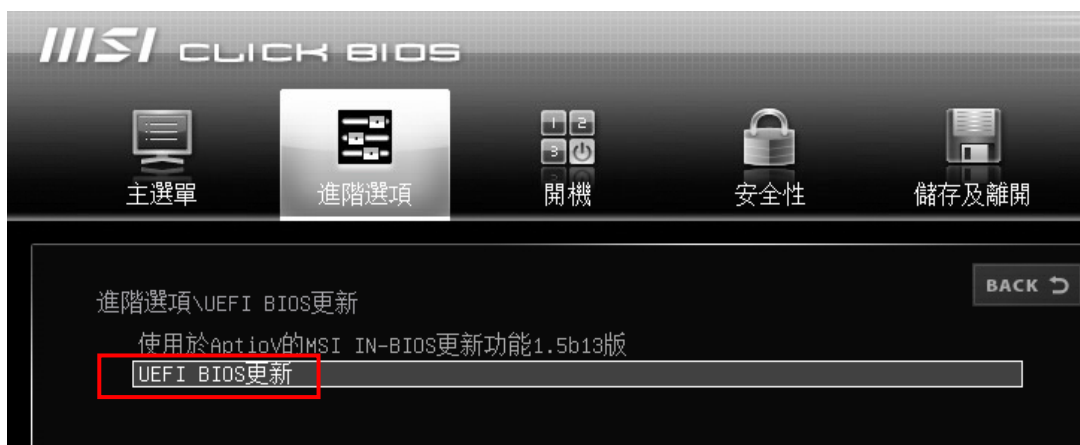 msi CLICK BIOS
主選單
進階選項
開機
安全性
儲存及離開
BACK
進階選項\UEFI BIOS更新
使用於AptioV的MSI IN-BIOS更新功能1.5b13版
UEFI BIOS更新